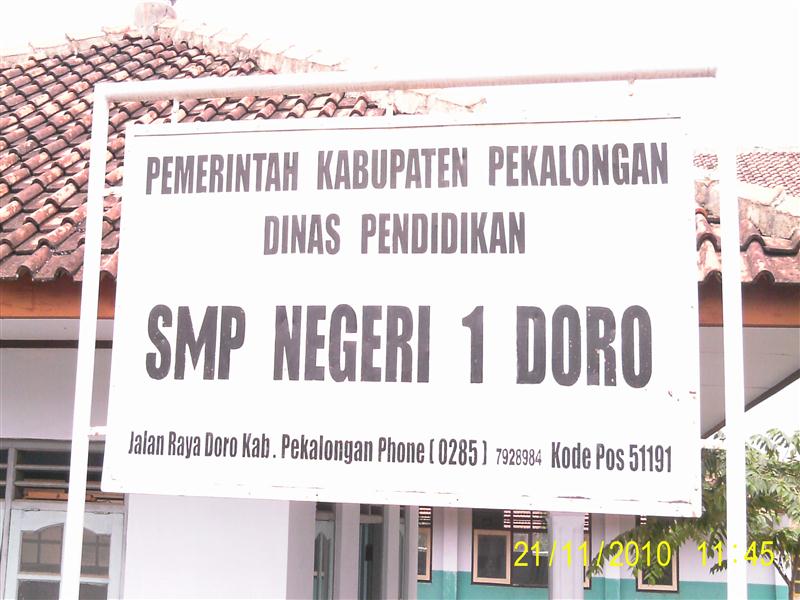 PEMERINTAH KABUPATEN PEKALONGAN
DINAS PENDIDIKAN
SMP NEGERI 1 DORO
Jalan Raya Doro Kab. Pekalongan Phone ( 0285 ) 7928984 Kode Pos 51191
21/11/2010 11:45